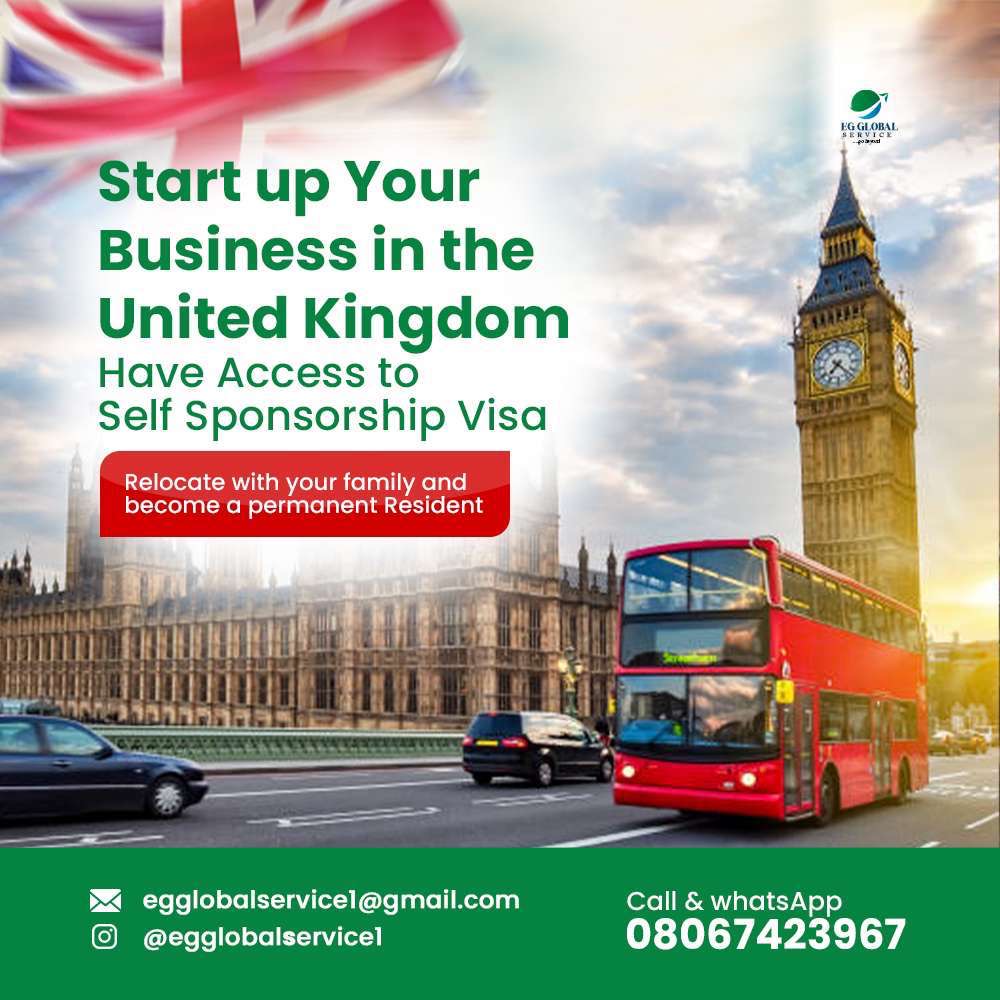 EG GLOBAL
SERVICE
Start up Your
Business in the
United Kingdom
Have Access to
Self Sponsorship Visa
Relocate with your family and
become a permanent Resident
egglobalservice1@gmail.com
@egglobalservice1
Call & whatsApp
08067423967